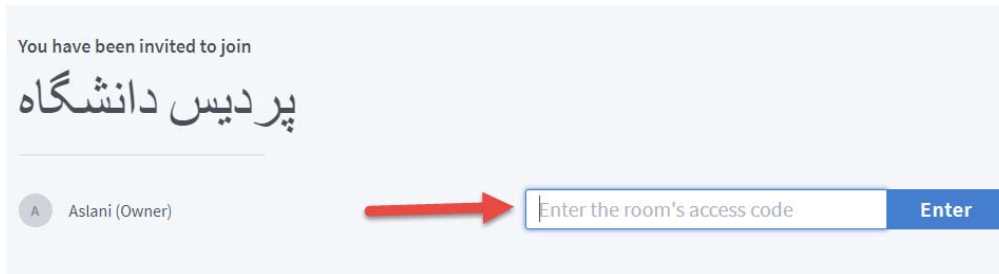 You have been invited to join
پردیس دانشگاه
A Aslani (Owner)
Enter the room's access code Enter